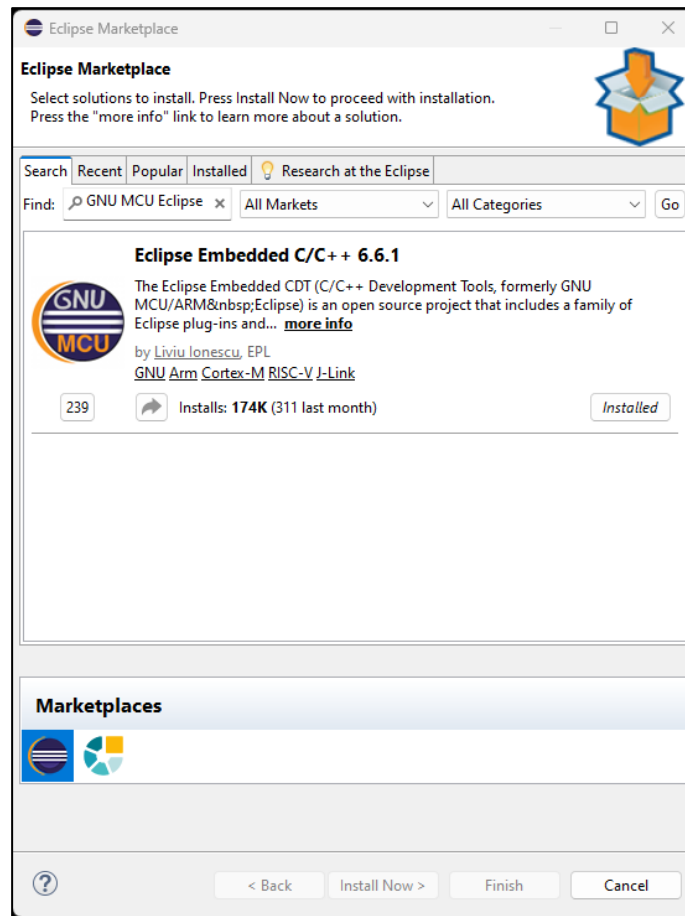 Eclipse Marketplace
Eclipse Marketplace
Select solutions to install. Press Install Now to proceed with installation.
Press the "more info" link to learn more about a solution.
Search Recent Popular Installed Research at the Eclipse
Find: GNU MCU Eclipse All Markets All Categories Go
Eclipse Embedded C/C++ 6.6.1
The Eclipse Embedded CDT (C/C++ Development Tools, formerly GNU
MCU/ARM&nbsp;Eclipse) is an open source project that includes a family of
Eclipse plug-ins and... more info
by Liviu Ionescu, EPL
GNU Arm Cortex-M RISC-V J-Link
239 Installs: 174K (311 last month) Installed
GNU
MCU
Marketplaces
< Back Install Now > Finish Cancel